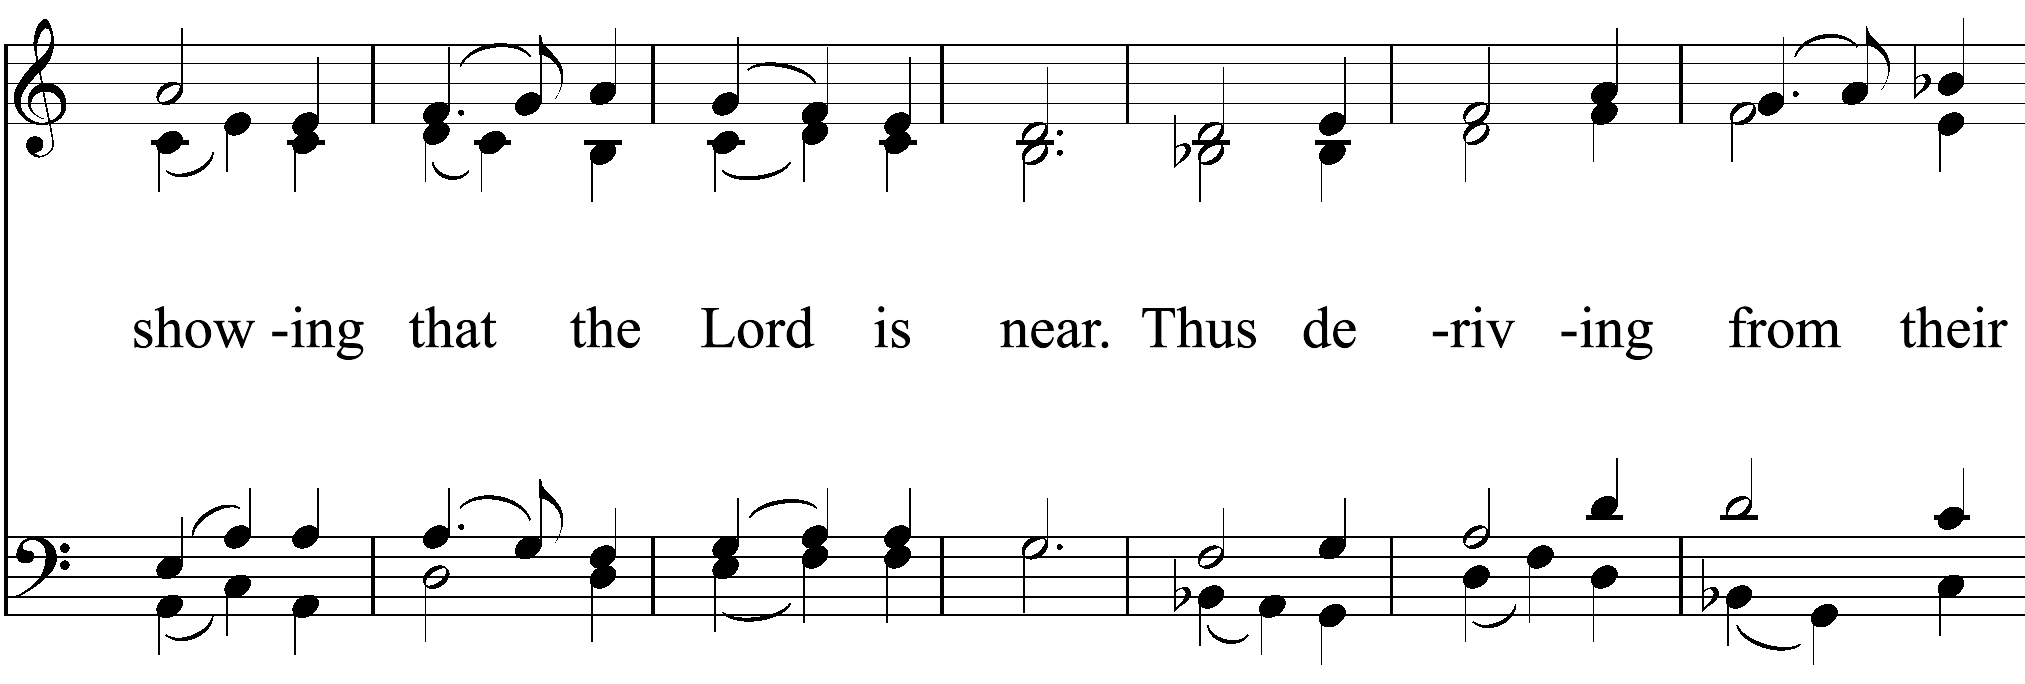 show -ing that the Lord is near. Thus de -riv -ing from their